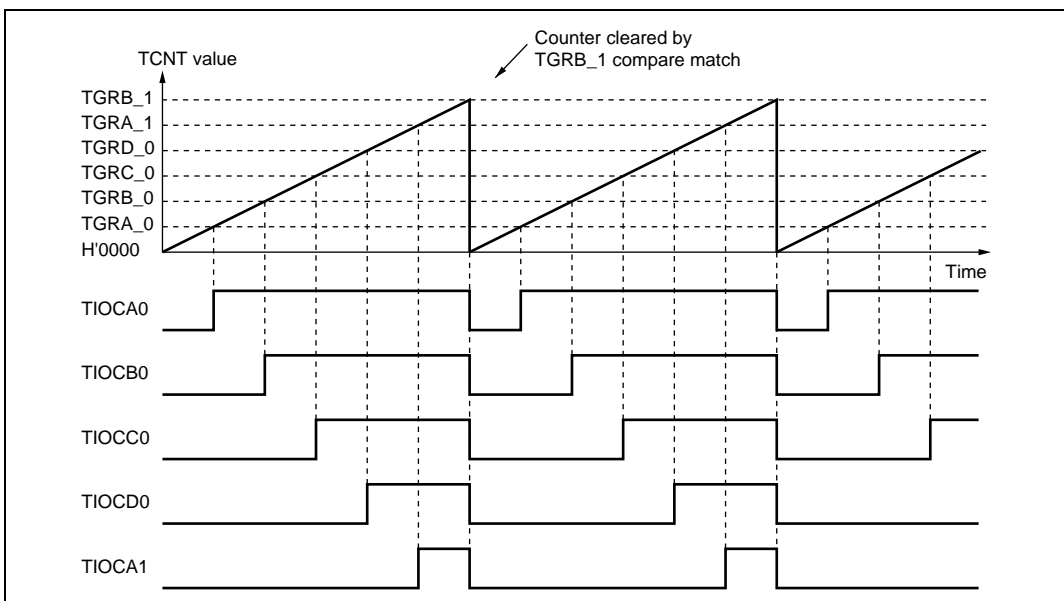 Counter cleared by
TGRB_1 compare match
TCNT value
TGRB_1
TGRA_1
TGRD_0
TGRC_0
TGRB_0
TGRA_0
H'0000
Time
TIOCA0
TIOCB0
TIOCC0
TIOCD0
TIOCA1